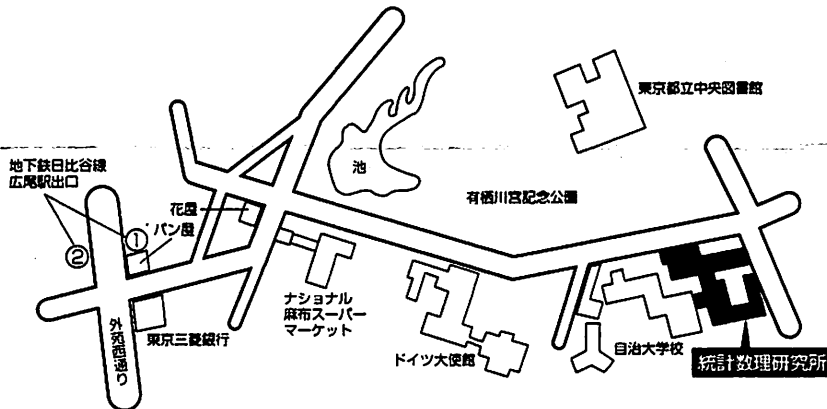 東京都立中央図書館
地下鉄日比谷線
広尾駅出口
池
有栖川宮記念公園
花屋
①
パン屋
②
ナショナル
麻布スーパー
マーケット
外苑西通り
東京三菱銀行
ドイツ大使館
自治大学校
統計数理研究所